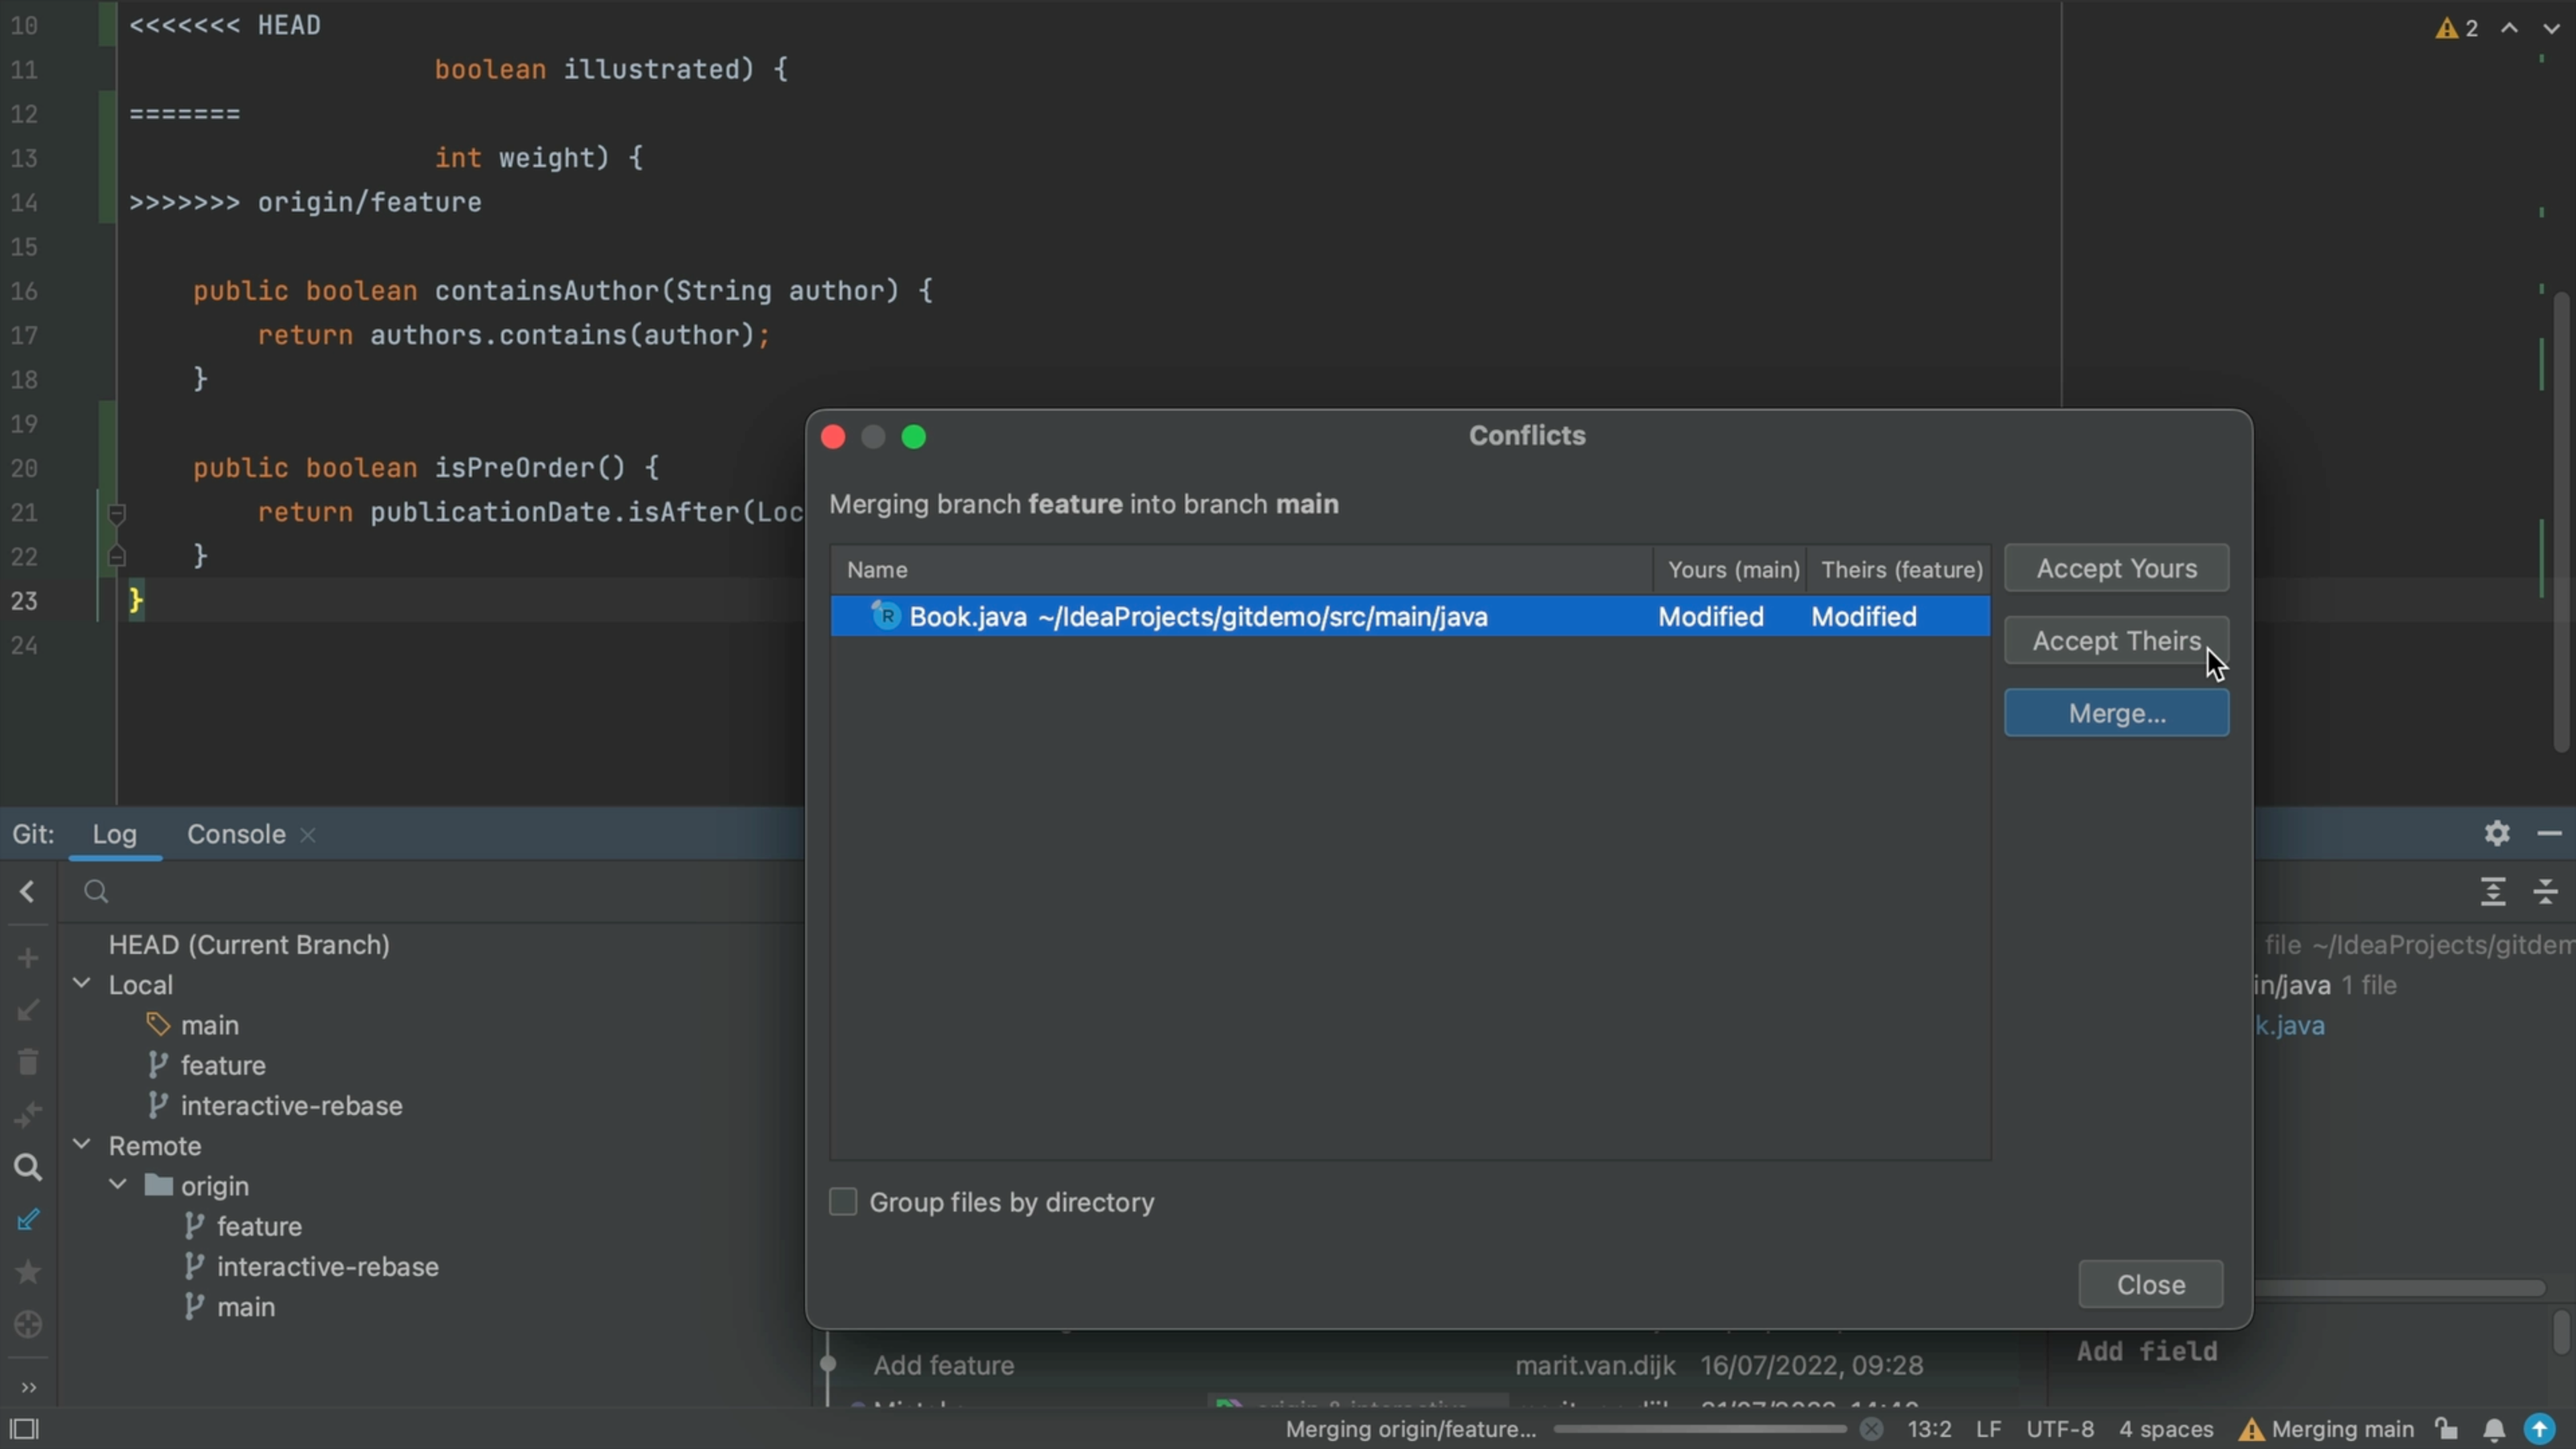 10 <<<<<<< HEAD
2
11 boolean illustrated) {
12 =======
13 int weight) {
14 >>>>>>> origin/feature
15
16 public boolean containsAuthor(String author) {
17 return authors.contains(author);
18 }
19
20 public boolean isPreOrder() {
21 return publicationDate.isAfter(Loc
22 }
23 }
24
Conflicts
Merging branch feature into branch main
Name Yours (main) Theirs (feature)
R Book.java ~/IdeaProjects/gitdemo/src/main/java Modified Modified
Accept Yours
Accept Theirs
Merge...
Group files by directory
Close
Git: Log Console
HEAD (Current Branch)
Local
main
feature
interactive-rebase
Remote
origin
feature
interactive-rebase
main
file ~/IdeaProjects/gitdem
in/java 1 file
k.java
Add feature marit.van.dijk 16/07/2022, 09:28
Add field
Merging origin/feature... 13:2 LF UTF-8 4 spaces Merging main